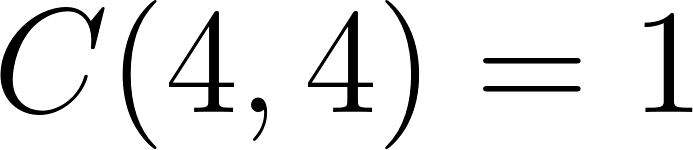 C(4, 4) = 1